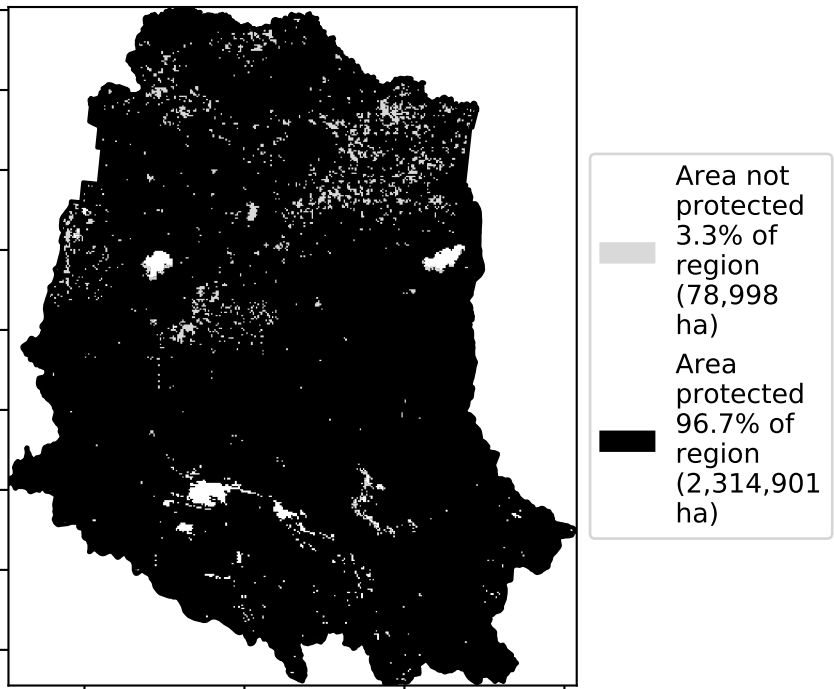 Area not
protected
3.3% of
region
(78,998
ha)
Area
protected
96.7% of
region
(2,314,901
ha)